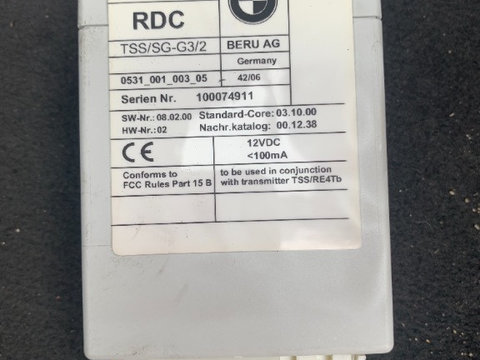 RDC
TSS/SG-G3/2 BERU AG
Germany
0531_001_003_05 42/06
Serien Nr. 100074911
SW-Nr.: 08.02.00 Standard-Core: 03.10.00
HW-Nr.: 02 Nachr.katalog: 00.12.38
CE 12VDC
<100mA
Conforms to to be used in conjunction
FCC Rules Part 15 B with transmitter TSS/RE4Tb